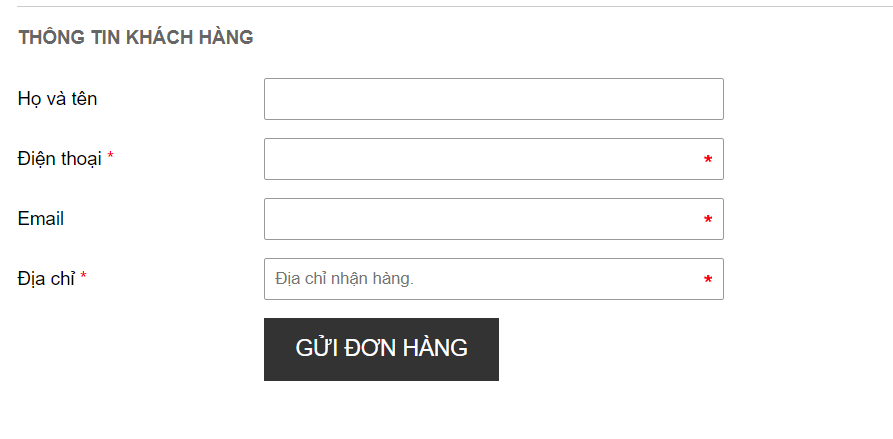 THÔNG TIN KHÁCH HÀNG
Họ và tên
Điện thoại * *
Email *
Địa chỉ * Địa chỉ nhận hàng. *
GỬI ĐƠN HÀNG